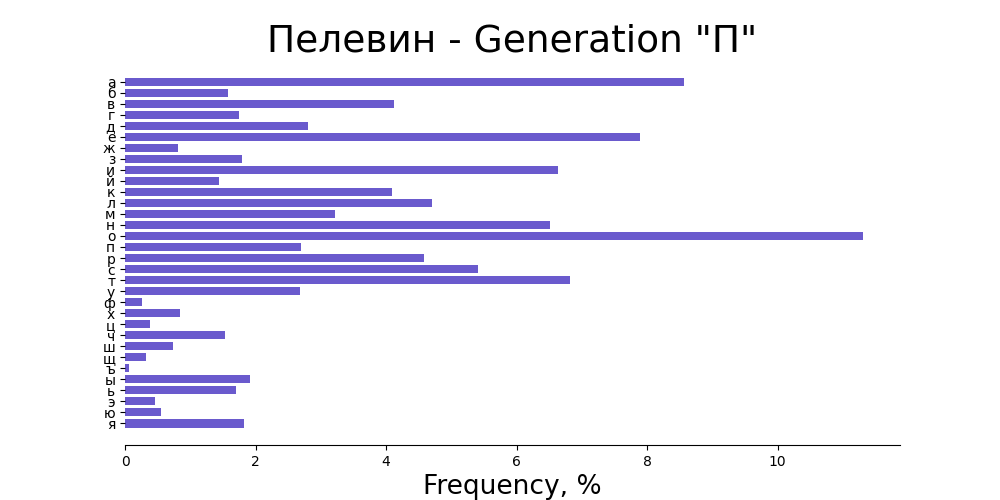 Пелевин - Generation "П"
а
б
в
г
д
е
ж
з
и
й
к
л
м
н
о
п
р
с
т
у
ф
х
ц
ч
ш
щ
ъ
ы
ь
э
ю
я
0 2 4 6 8 10
Frequency, %